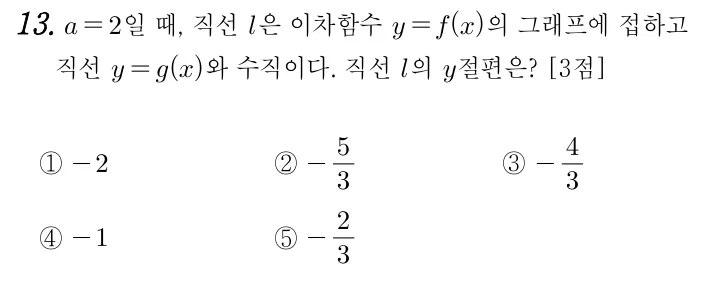 13. a=2일 때, 직선 l은 이차함수 y=f(x)의 그래프에 접하고
직선 y=g(x)와 수직이다. 직선 l의 y절편은? [3점]
① −2 ② −5/3 ③ −4/3
④ −1 ⑤ −2/3